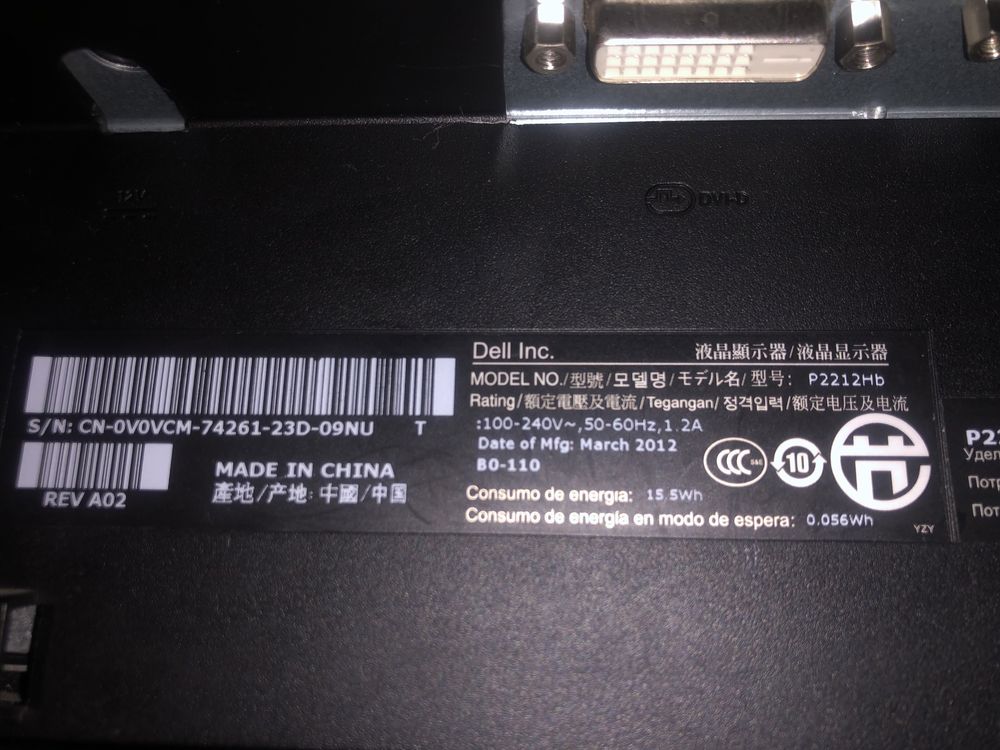 12V
DVI-D
Dell Inc. 液晶顯示器/液晶显示器
MODEL NO./型號/모델명/モデル名/型号: P2212Hb
Rating/額定電壓及電流/Tegangan/정격입력/额定电压及电流
:100-240V~,50-60Hz,1.2A
Date of Mfg: March 2012
BO-110
S/N: CN-0V0VCM-74261-23D-09NU T
MADE IN CHINA
產地/产地: 中國/中国
REV A02
CCC S&E
10
Consumo de energía: 15.5Wh
Consumo de energía en modo de espera: 0.056Wh
YZY